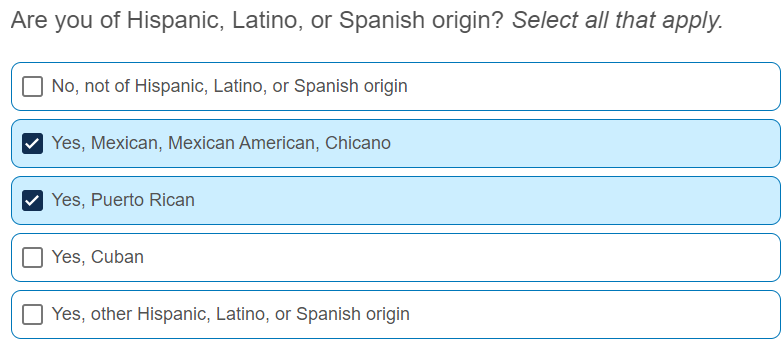 Are you of Hispanic, Latino, or Spanish origin? Select all that apply.
No, not of Hispanic, Latino, or Spanish origin
Yes, Mexican, Mexican American, Chicano
Yes, Puerto Rican
Yes, Cuban
Yes, other Hispanic, Latino, or Spanish origin